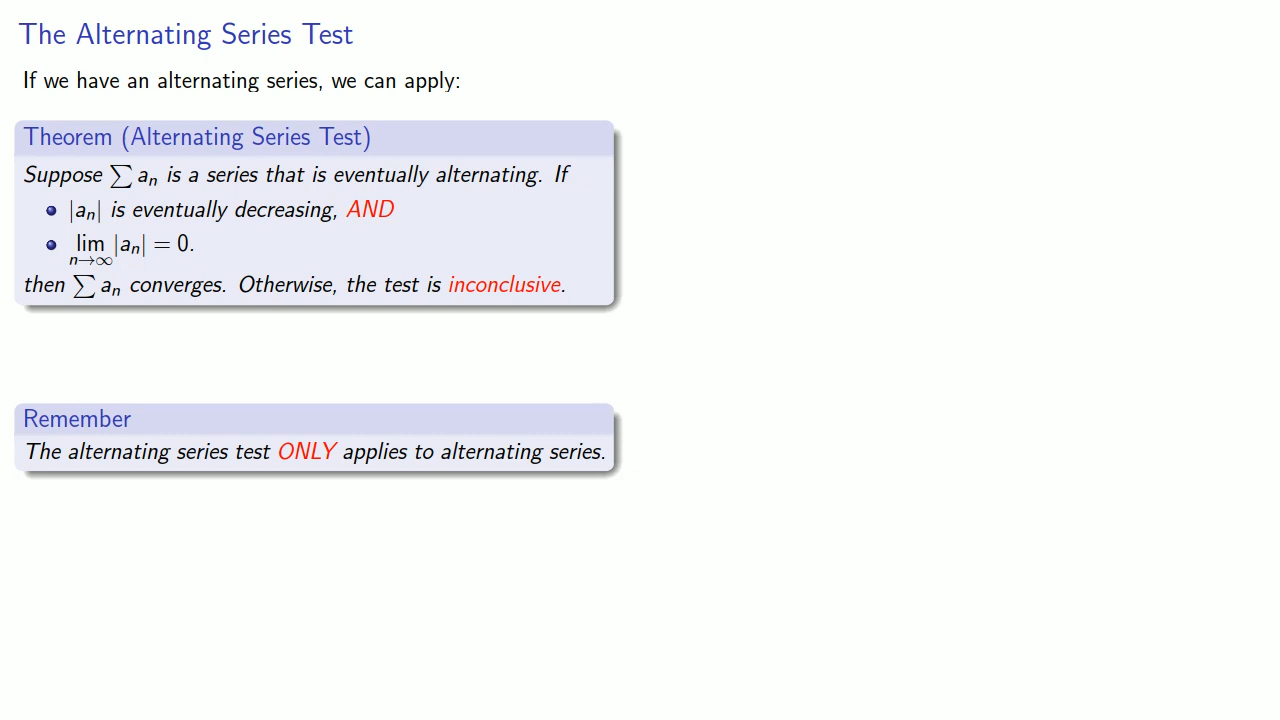 The Alternating Series Test
If we have an alternating series, we can apply:
Theorem (Alternating Series Test)
Suppose ∑ aₙ is a series that is eventually alternating. If
• |aₙ| is eventually decreasing, AND
• lim |aₙ| = 0.
n→∞
then ∑ aₙ converges. Otherwise, the test is inconclusive.
Remember
The alternating series test ONLY applies to alternating series.